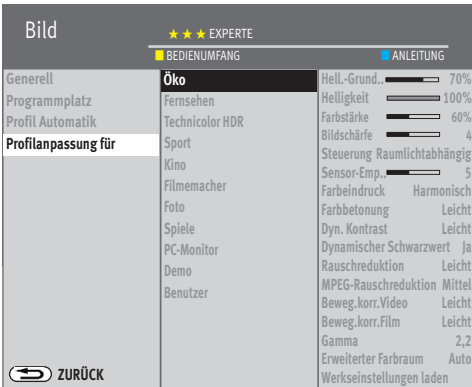 Bild
★ ★ ★ EXPERTE
BEDIENUMFANG
ANLEITUNG
Generell
Programmplatz
Profil Automatik
Profilanpassung für
Öko
Fernsehen
Technicolor HDR
Sport
Kino
Filmemacher
Foto
Spiele
PC-Monitor
Demo
Benutzer
Hell.-Grund.. 70%
Helligkeit 100%
Farbstärke 60%
Bildschärfe 4
Steuerung Raumlichtabhängig
Sensor-Emp.. 5
Farbeindruck Harmonisch
Farbbetonung Leicht
Dyn. Kontrast Leicht
Dynamischer Schwarzwert Ja
Rauschreduktion Leicht
MPEG-Rauschreduktion Mittel
Beweg.korr.Video Leicht
Beweg.korr.Film Leicht
Gamma 2,2
Erweiterter Farbraum Auto
Werkseinstellungen laden
ZURÜCK